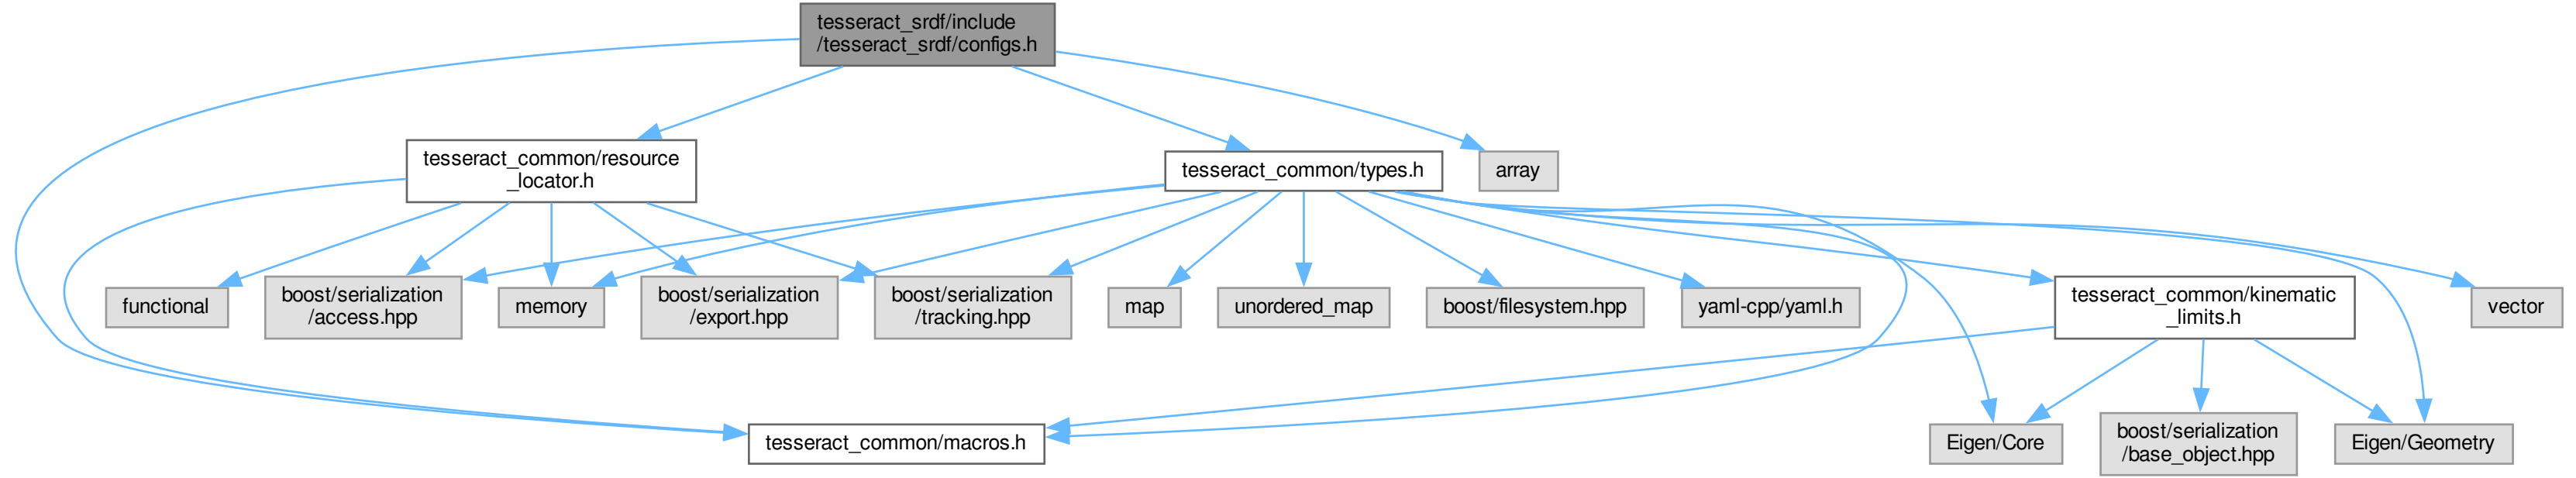 tesseract_srdf/include
/tesseract_srdf/configs.h
tesseract_common/resource
_locator.h
tesseract_common/types.h
array
functional
boost/serialization
/access.hpp
memory
boost/serialization
/export.hpp
boost/serialization
/tracking.hpp
map
unordered_map
boost/filesystem.hpp
yaml-cpp/yaml.h
tesseract_common/kinematic
_limits.h
vector
tesseract_common/macros.h
Eigen/Core
boost/serialization
/base_object.hpp
Eigen/Geometry